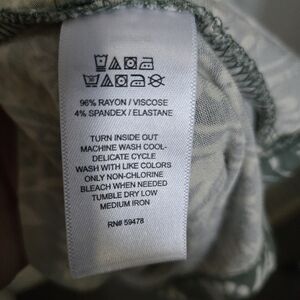 96% RAYON / VISCOSE
4% SPANDEX / ELASTANE
TURN INSIDE OUT
MACHINE WASH COOL-
DELICATE CYCLE
WASH WITH LIKE COLORS
ONLY NON-CHLORINE
BLEACH WHEN NEEDED
TUMBLE DRY LOW
MEDIUM IRON
RN# 59478